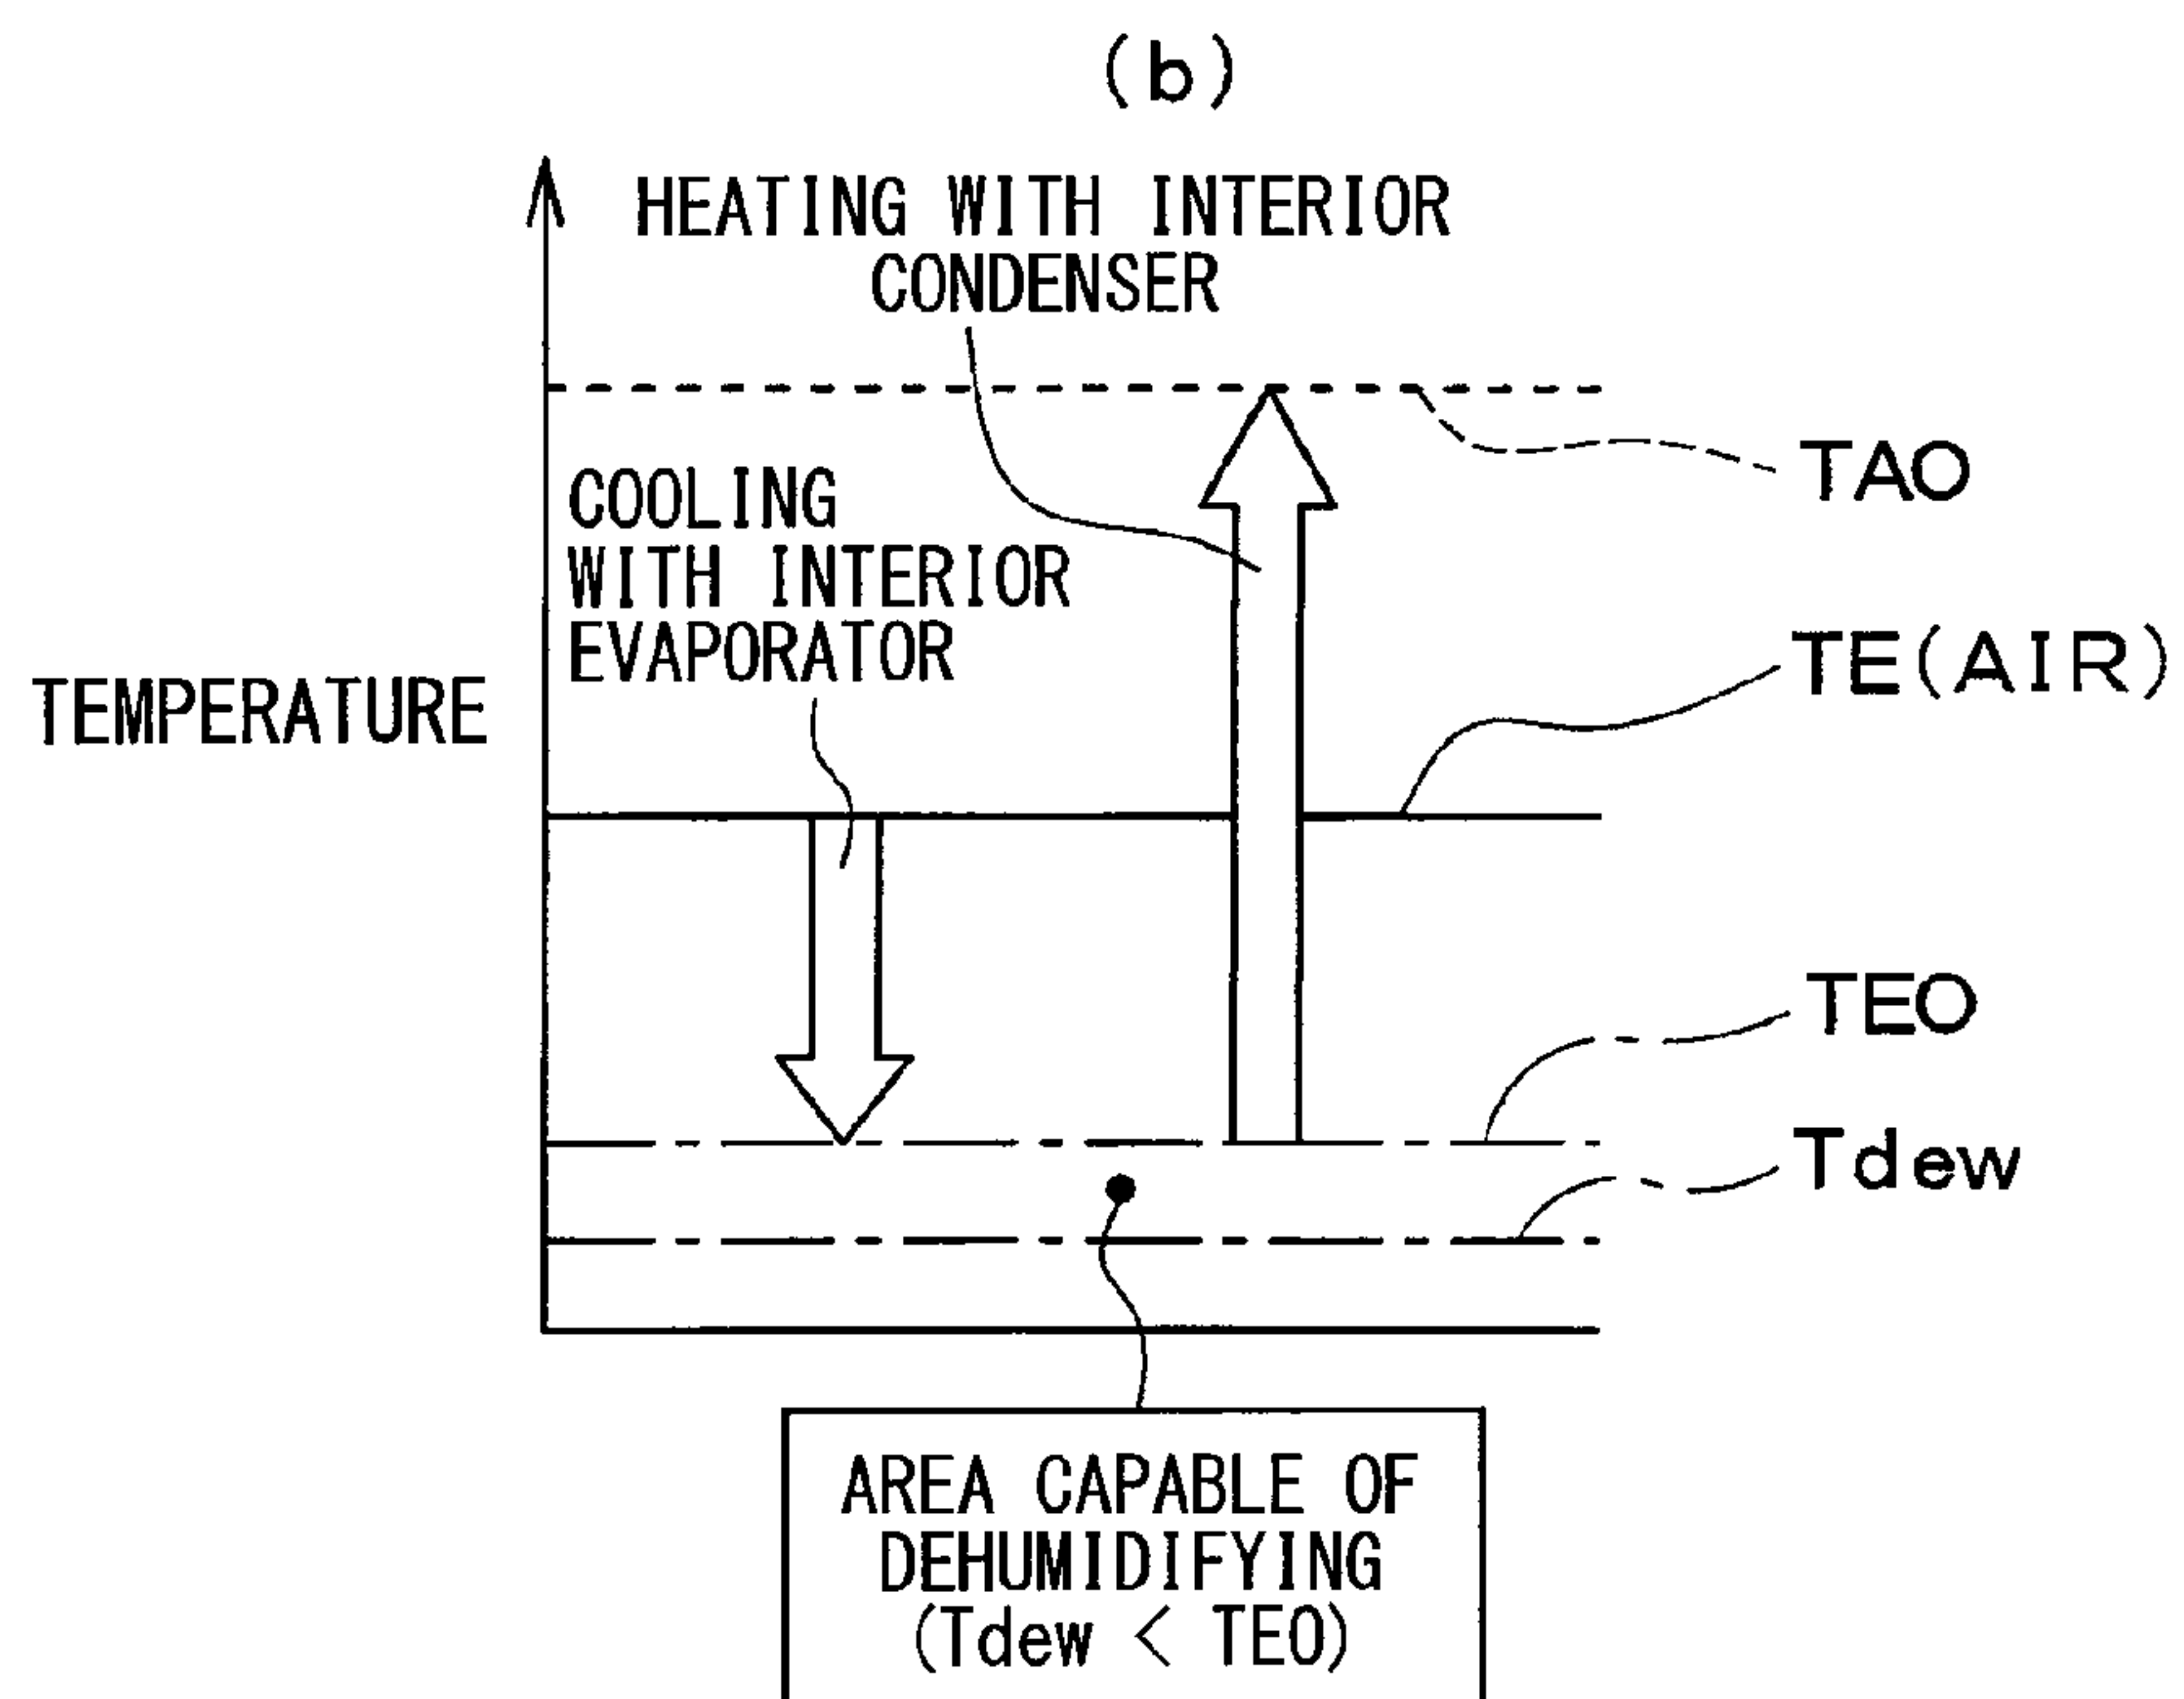 (b)
HEATING WITH INTERIOR
CONDENSER
COOLING
WITH INTERIOR
EVAPORATOR
TEMPERATURE
TAO
TE(AIR)
TEO
Tdew
AREA CAPABLE OF
DEHUMIDIFYING
(Tdew < TEO)